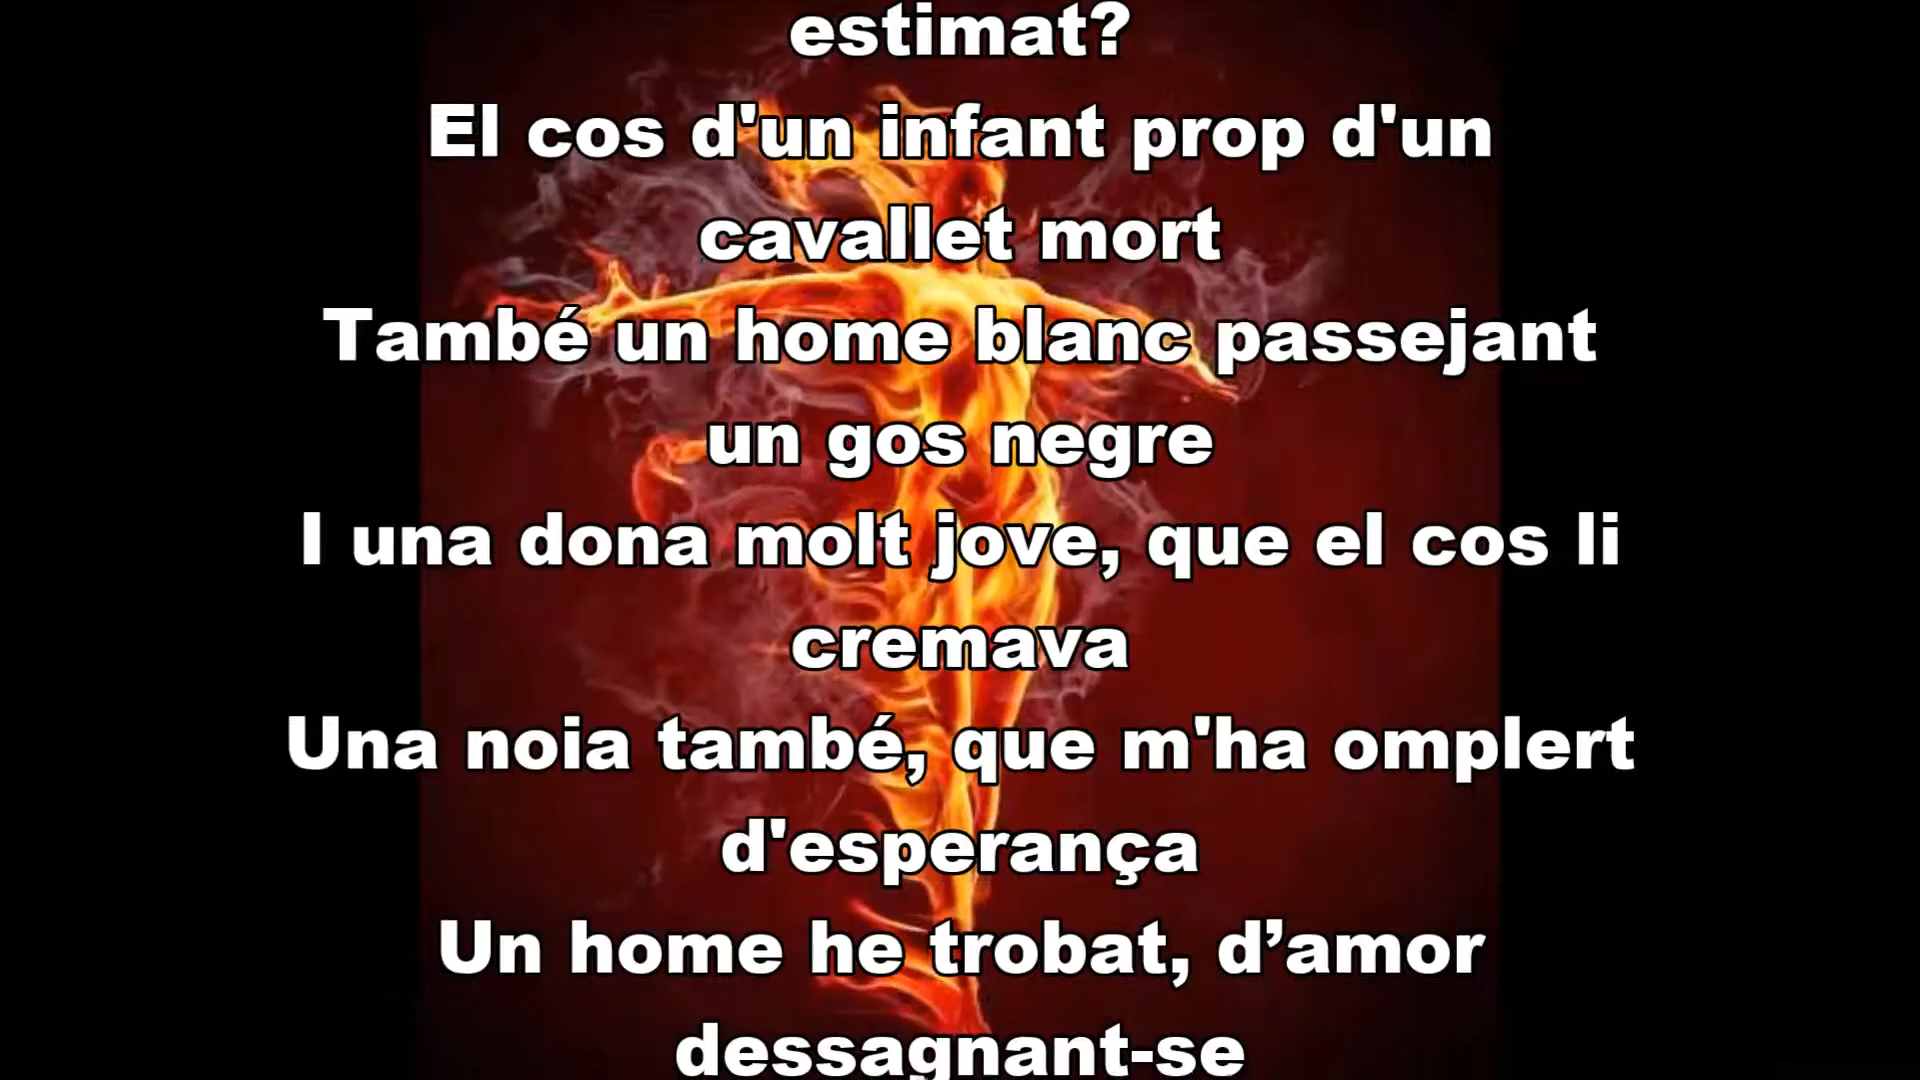 estimat?
El cos d'un infant prop d'un
cavallet mort
També un home blanc passejant
un gos negre
I una dona molt jove, que el cos li
cremava
Una noia també, que m'ha omplert
d'esperança
Un home he trobat, d’amor
dessagnant-se